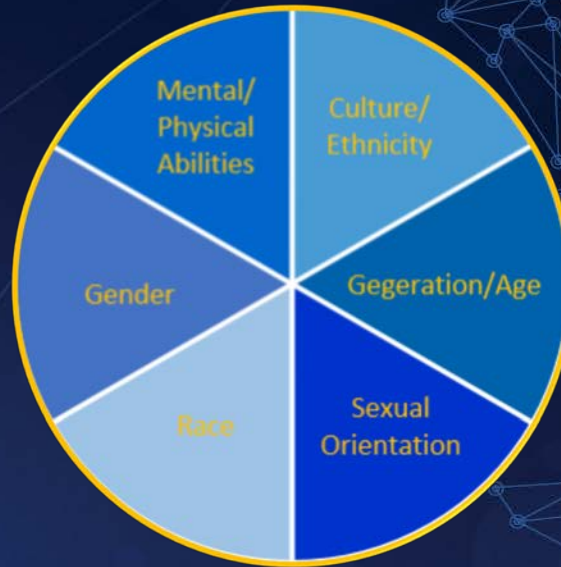 Mental/
Physical
Abilities
Culture/
Ethnicity
Gender
Gegeration/Age
Race
Sexual
Orientation